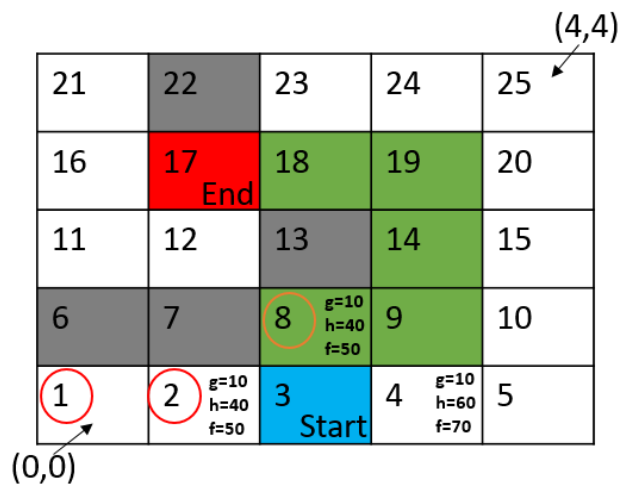 (4,4)
21 22 23 24 25
16 17 18 19 20
End
11 12 13 14 15
6 7 8 g=10 9 10
h=40
f=50
1 2 g=10 3 4 g=10 5
h=40 h=60
f=50 Start f=70
(0,0)